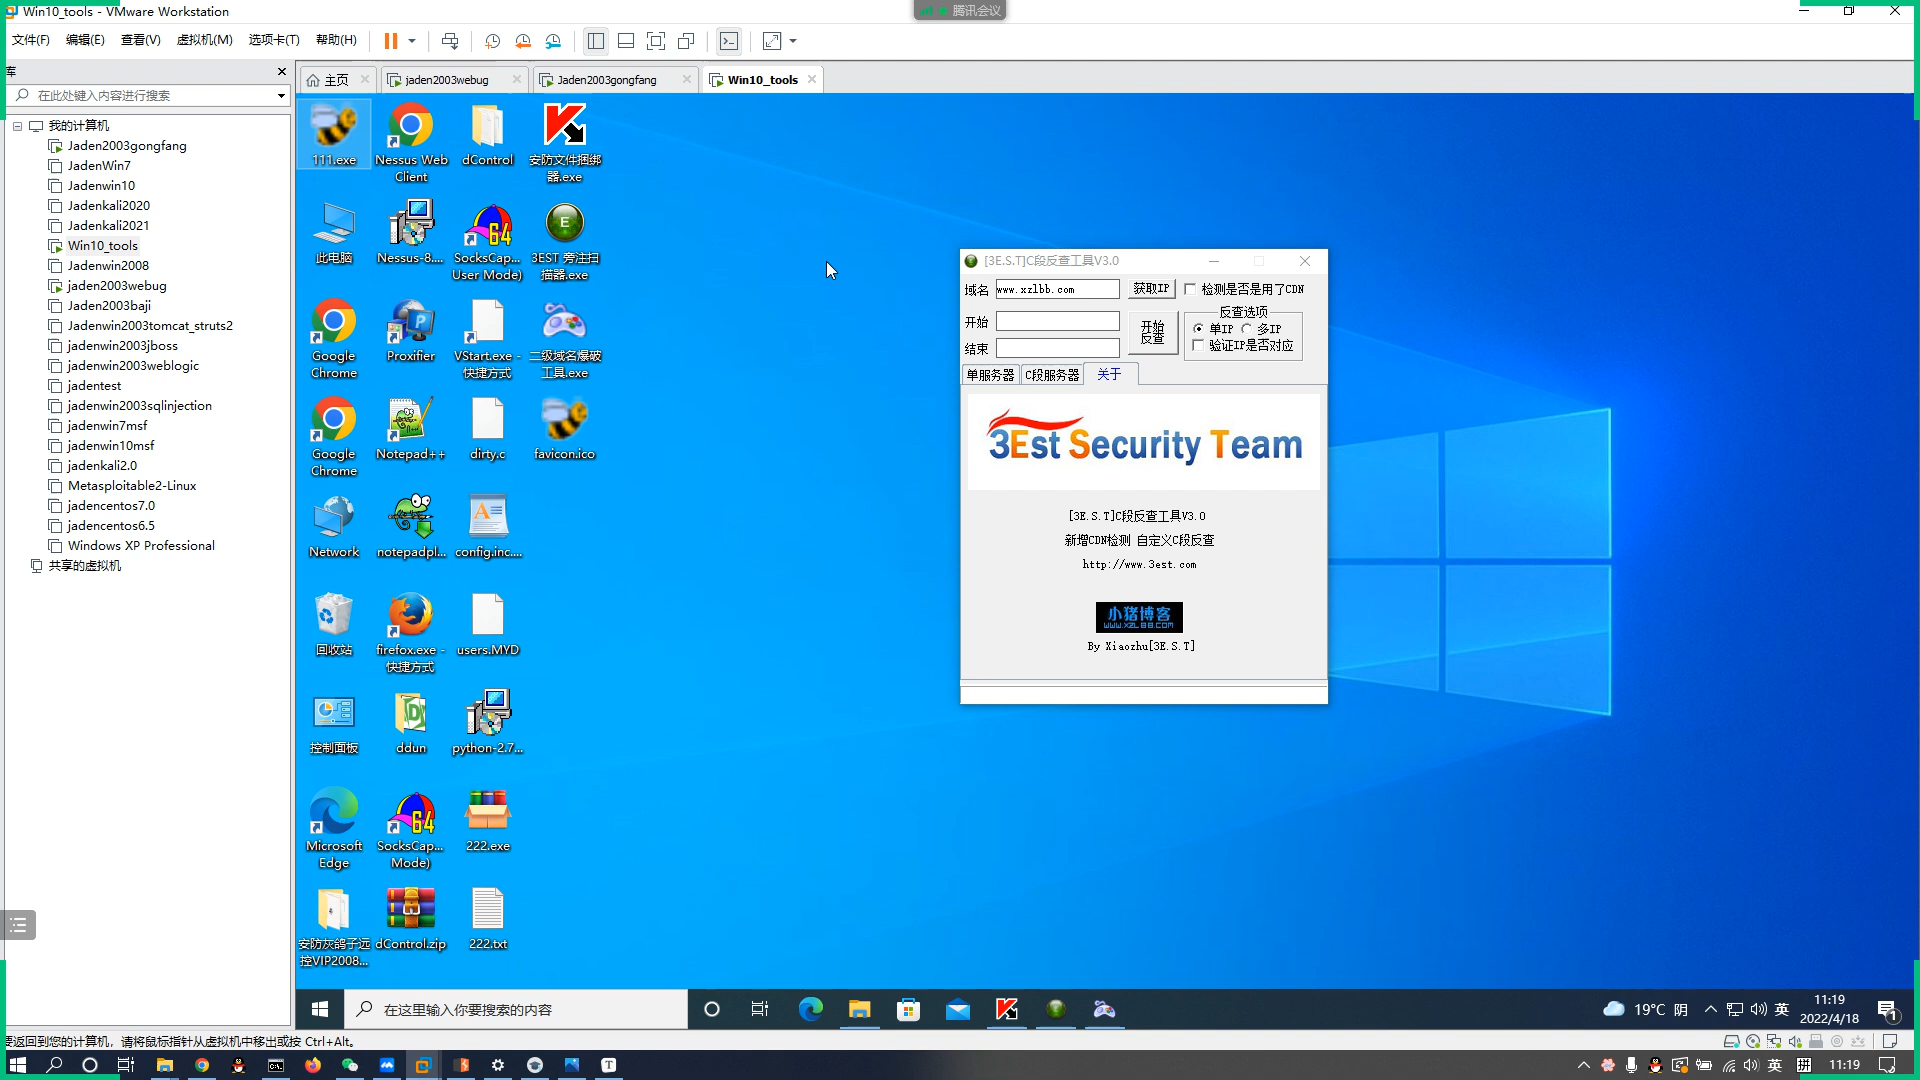 Win10_tools - VMware Workstation
腾讯会议
文件(F) 编辑(E) 查看(V) 虚拟机(M) 选项卡(T) 帮助(H)
库
在此处键入内容进行搜索
我的计算机
Jaden2003gongfang
JadenWin7
Jadenwin10
Jadenkali2020
Jadenkali2021
Win10_tools
Jadenwin2008
jaden2003webug
Jaden2003baji
Jadenwin2003tomcat_struts2
jadenwin2003jboss
jadenwin2003weblogic
jadentest
jadenwin2003sqlinjection
jadenwin7msf
jadenwin10msf
jadenkali2.0
Metasploitable2-Linux
jadencentos7.0
jadencentos6.5
Windows XP Professional
共享的虚拟机
主页
jaden2003webug
Jaden2003gongfang
Win10_tools
111.exe
Nessus Web Client
dControl
安防文件捆绑器.exe
此电脑
Nessus-8....
SocksCap... User Mode)
3EST 旁注扫描器.exe
Google Chrome
Proxifier
VStart.exe - 快捷方式
二级域名爆破工具.exe
Google Chrome
Notepad++
dirty.c
favicon.ico
Network
notepadpl...
config.inc....
回收站
firefox.exe - 快捷方式
users.MYD
控制面板
ddun
python-2.7...
Microsoft Edge
SocksCap... Mode)
222.exe
安防灰鸽子远控VIP2008...
dControl.zip
222.txt
[3E.S.T]C段反查工具V3.0
域名 www.xzlbb.com 获取IP 检测是否是用了CDN
开始
结束
开始反查
反查选项
单IP 多IP
验证IP是否对应
单服务器 C段服务器 关于
3Est Security Team
[3E.S.T]C段反查工具V3.0
新增CDN检测 自定义C段反查
http://www.3est.com
小猪博客
WWW.XZLBB.COM
By Xiaozhu[3E.S.T]
在这里输入你要搜索的内容
19°C 阴
英
11:19
2022/4/18
1
要返回到您的计算机，请将鼠标指针从虚拟机中移出或按 Ctrl+Alt。
英
拼
11:19